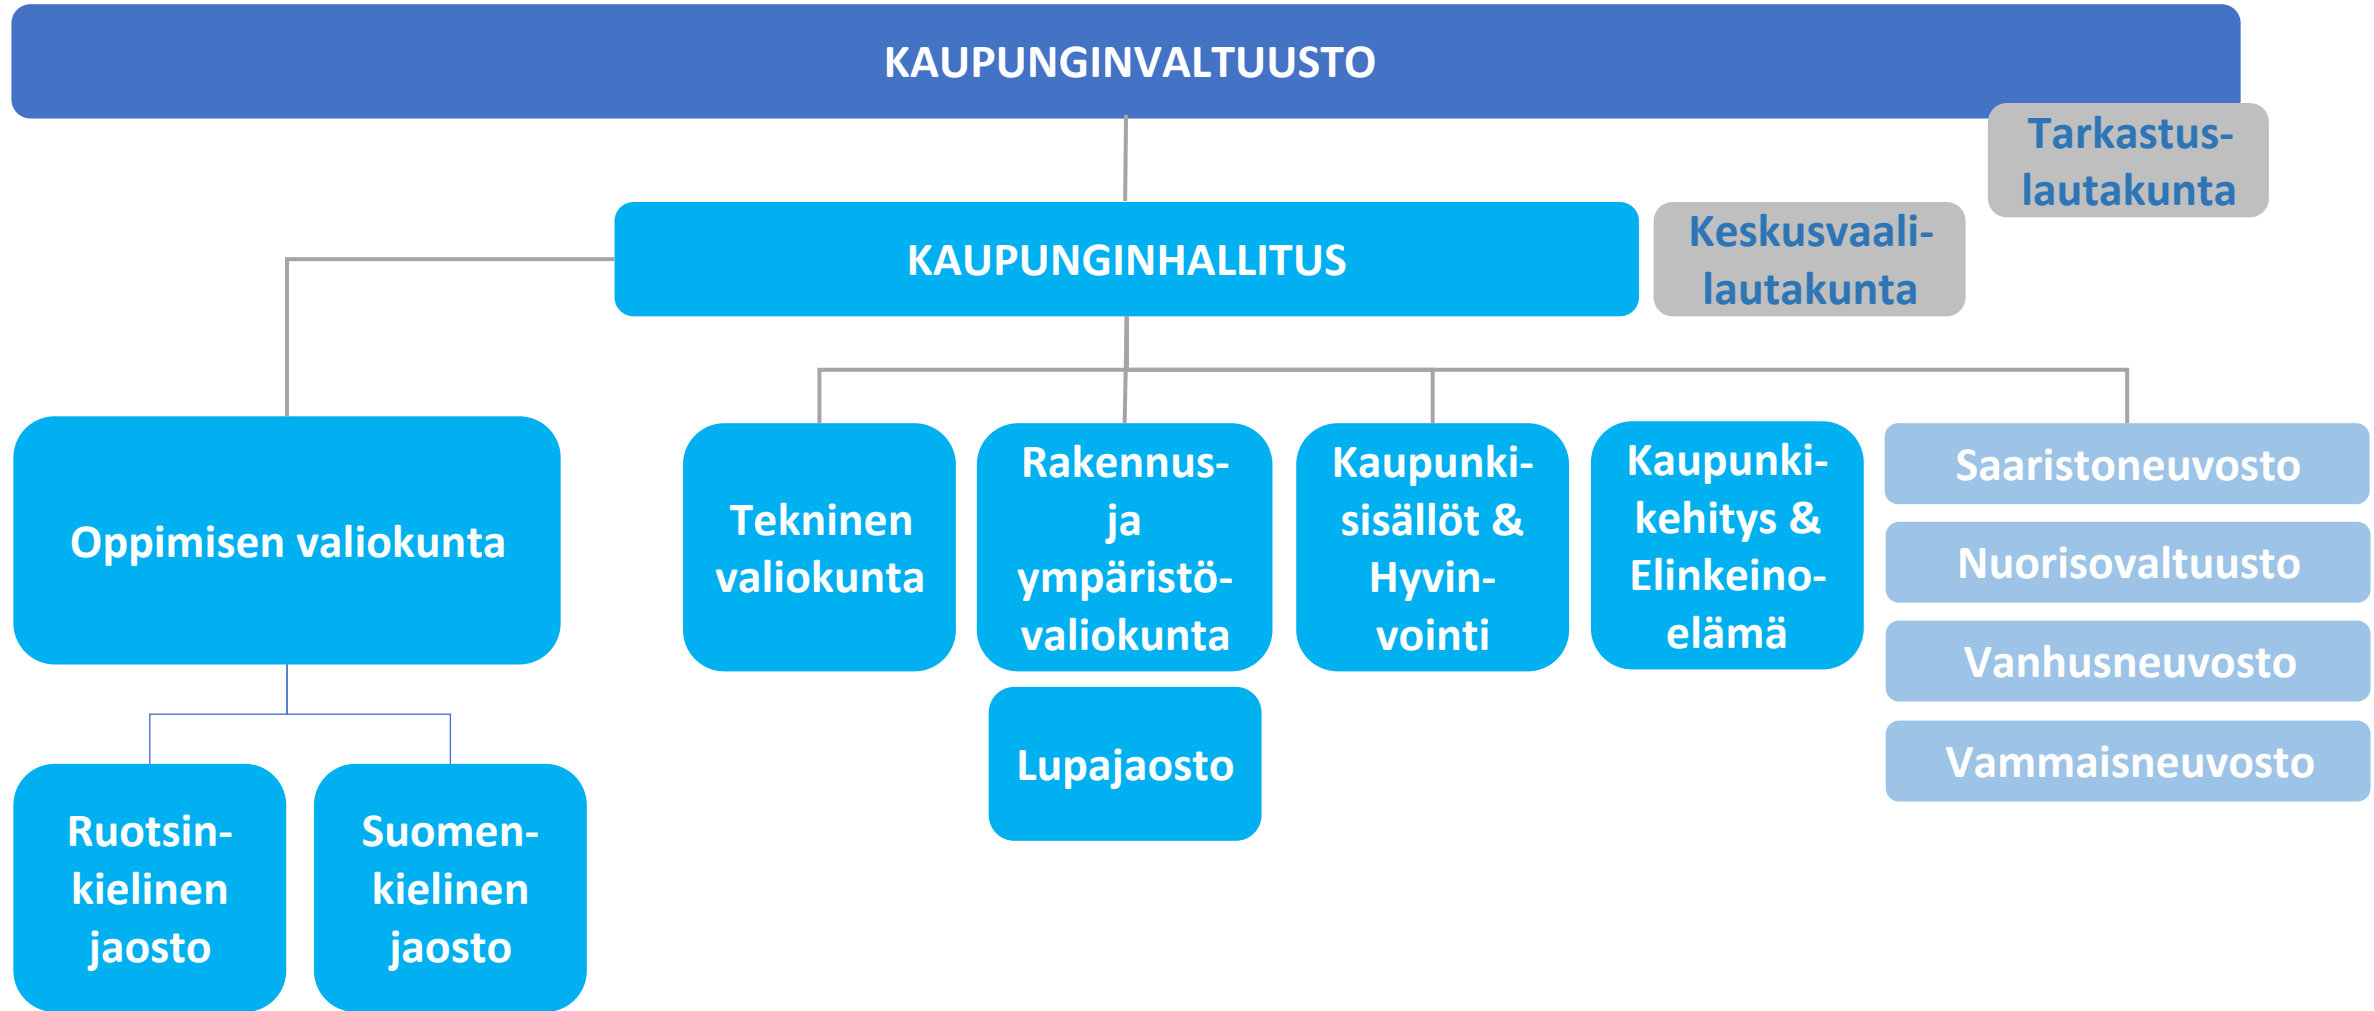 KAUPUNGINVALTUUSTO
Tarkastus-
lautakunta
KAUPUNGINHALLITUS
Keskusvaali-
lautakunta
Oppimisen valiokunta
Tekninen
valiokunta
Rakennus-
ja
ympäristö-
valiokunta
Kaupunki-
sisällöt &
Hyvin-
vointi
Kaupunki-
kehitys &
Elinkeino-
elämä
Saaristoneuvosto
Nuorisovaltuusto
Vanhusneuvosto
Vammaisneuvosto
Lupajaosto
Ruotsin-
kielinen
jaosto
Suomen-
kielinen
jaosto